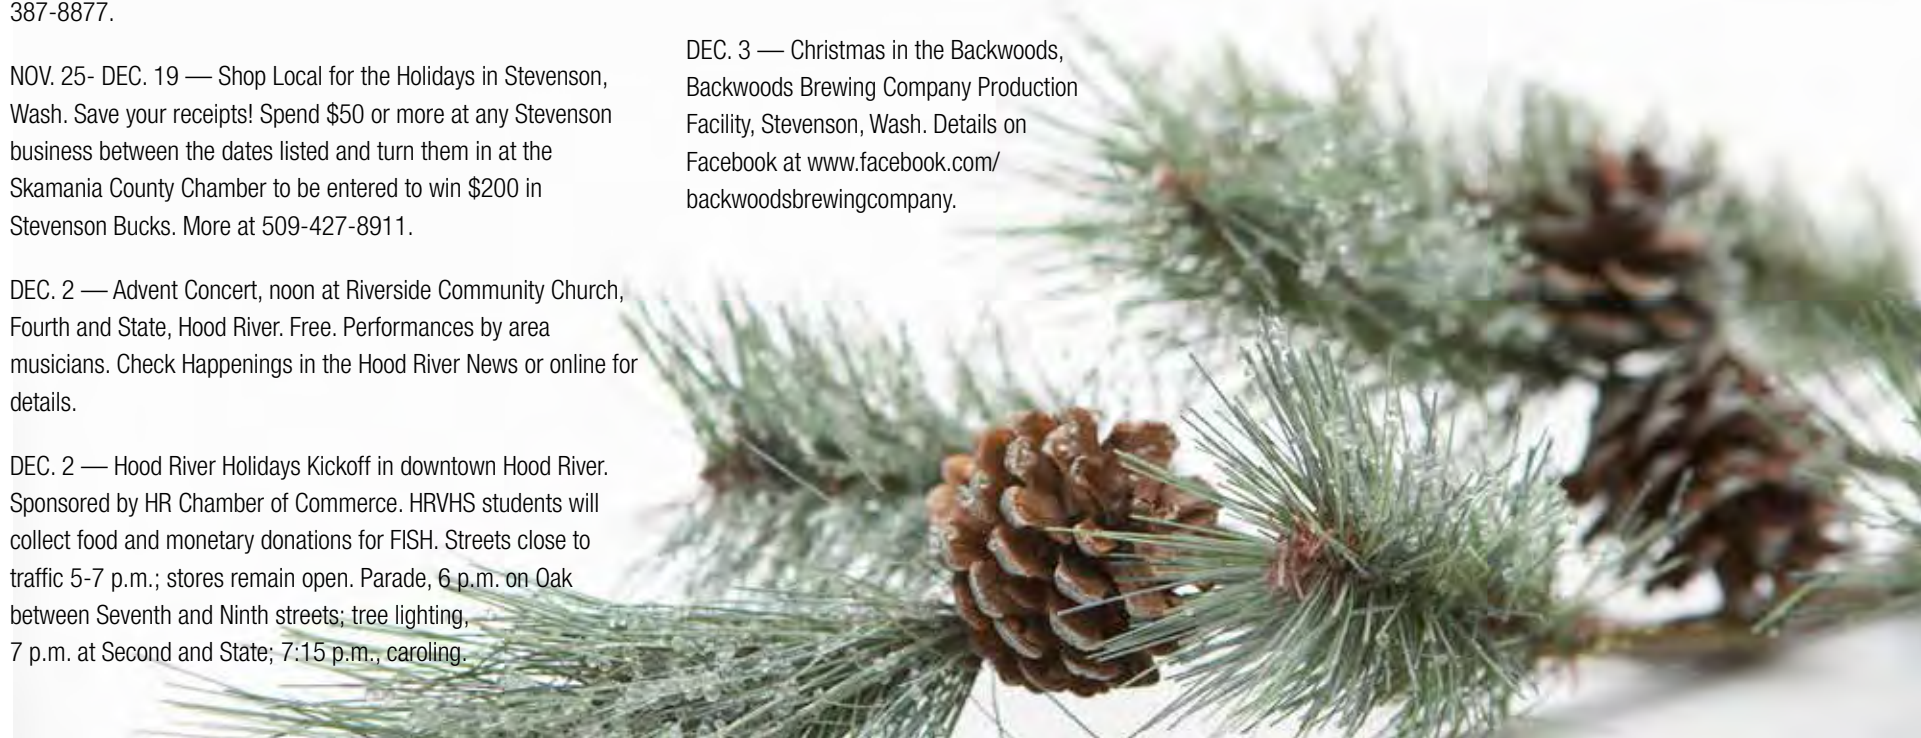 387-8877.
NOV. 25- DEC. 19 — Shop Local for the Holidays in Stevenson,
Wash. Save your receipts! Spend $50 or more at any Stevenson
business between the dates listed and turn them in at the
Skamania County Chamber to be entered to win $200 in
Stevenson Bucks. More at 509-427-8911.
DEC. 2 — Advent Concert, noon at Riverside Community Church,
Fourth and State, Hood River. Free. Performances by area
musicians. Check Happenings in the Hood River News or online for
details.
DEC. 2 — Hood River Holidays Kickoff in downtown Hood River.
Sponsored by HR Chamber of Commerce. HRVHS students will
collect food and monetary donations for FISH. Streets close to
traffic 5-7 p.m.; stores remain open. Parade, 6 p.m. on Oak
between Seventh and Ninth streets; tree lighting,
7 p.m. at Second and State; 7:15 p.m., caroling.
DEC. 3 — Christmas in the Backwoods,
Backwoods Brewing Company Production
Facility, Stevenson, Wash. Details on
Facebook at www.facebook.com/
backwoodsbrewingcompany.